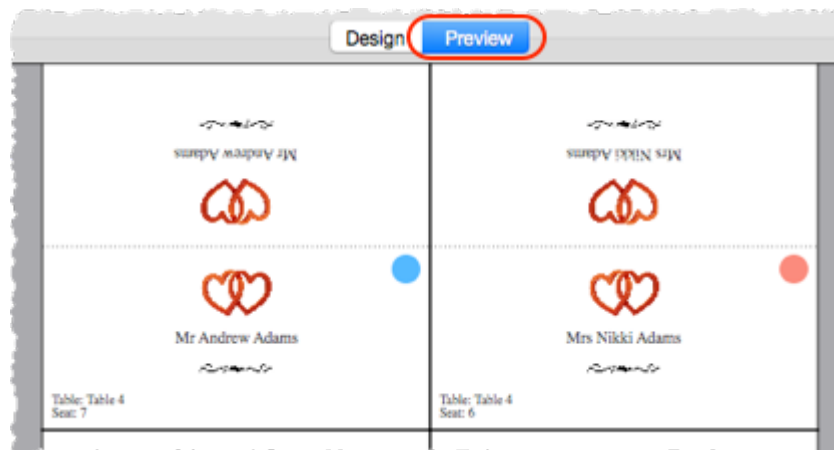 Design Preview
Mr Andrew Adams
Mrs Nikki Adams
Mr Andrew Adams
Mrs Nikki Adams
Table: Table 4
Seat: 7
Table: Table 4
Seat: 6